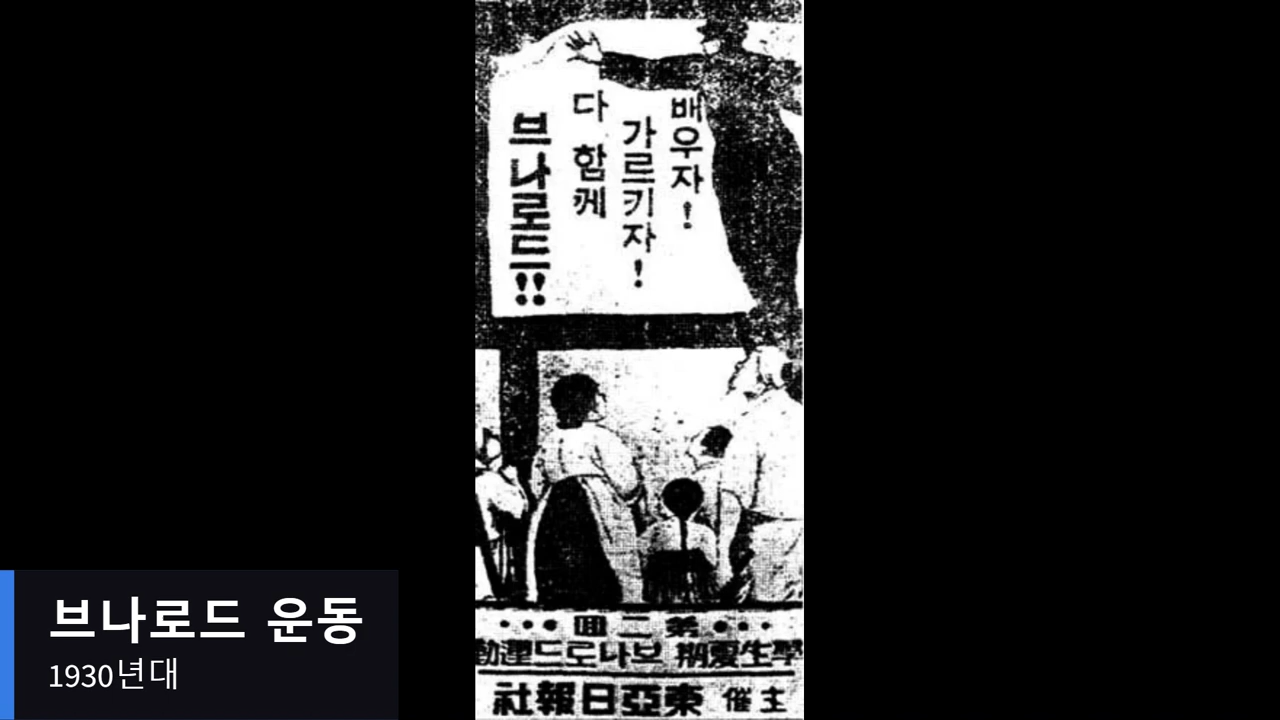 배우자!
가르키자!
다 함께
브나로드!!
•••第二回•••
學生夏期 브나로드運動
主催 東亞日報社
브나로드 운동
1930년대